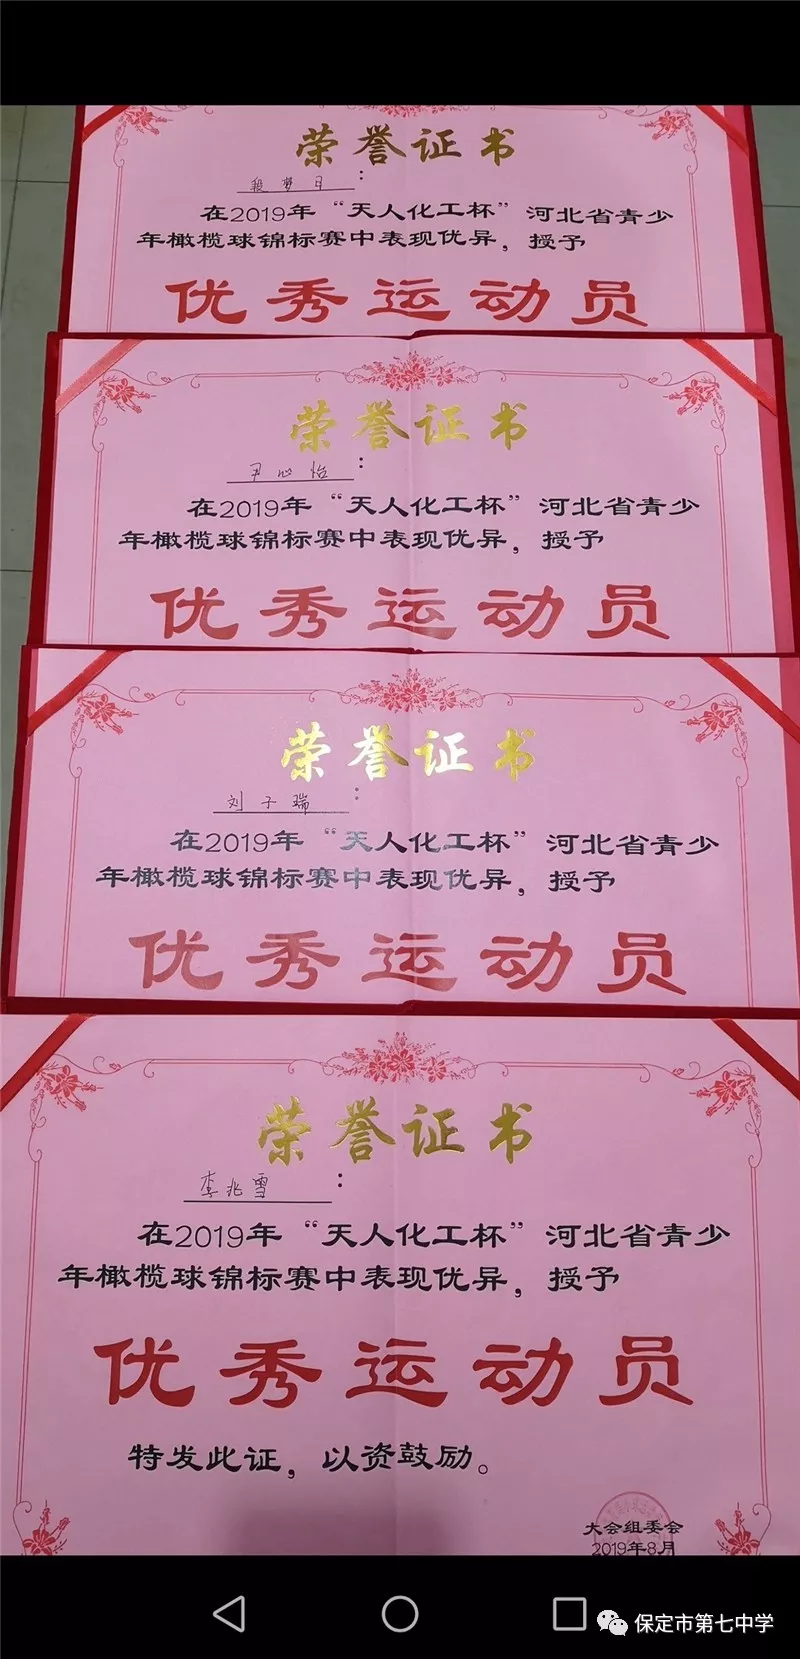 荣誉证书
段梦月：
在2019年“天人化工杯”河北省青少
年橄榄球锦标赛中表现优异，授予
优秀运动员
荣誉证书
尹心怡：
在2019年“天人化工杯”河北省青少
年橄榄球锦标赛中表现优异，授予
优秀运动员
荣誉证书
刘子瑞：
在2019年“天人化工杯”河北省青少
年橄榄球锦标赛中表现优异，授予
优秀运动员
荣誉证书
李兆雪：
在2019年“天人化工杯”河北省青少
年橄榄球锦标赛中表现优异，授予
优秀运动员
特发此证，以资鼓励。
大会组委会
2019年8月
保定市第七中学